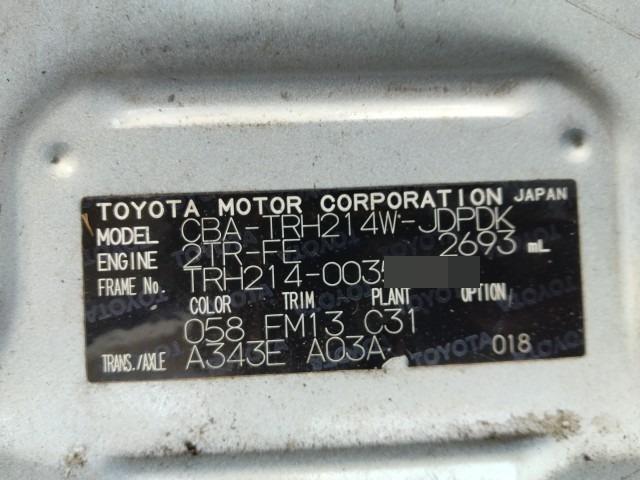 TOYOTA MOTOR CORPORATION JAPAN
MODEL CBA-TRH214W-JDPDK
ENGINE 2TR-FE 2693 mL
FRAME No. TRH214-0035
COLOR TRIM PLANT OPTION
058 FM13 C31
TRANS./AXLE A343E A03A 018